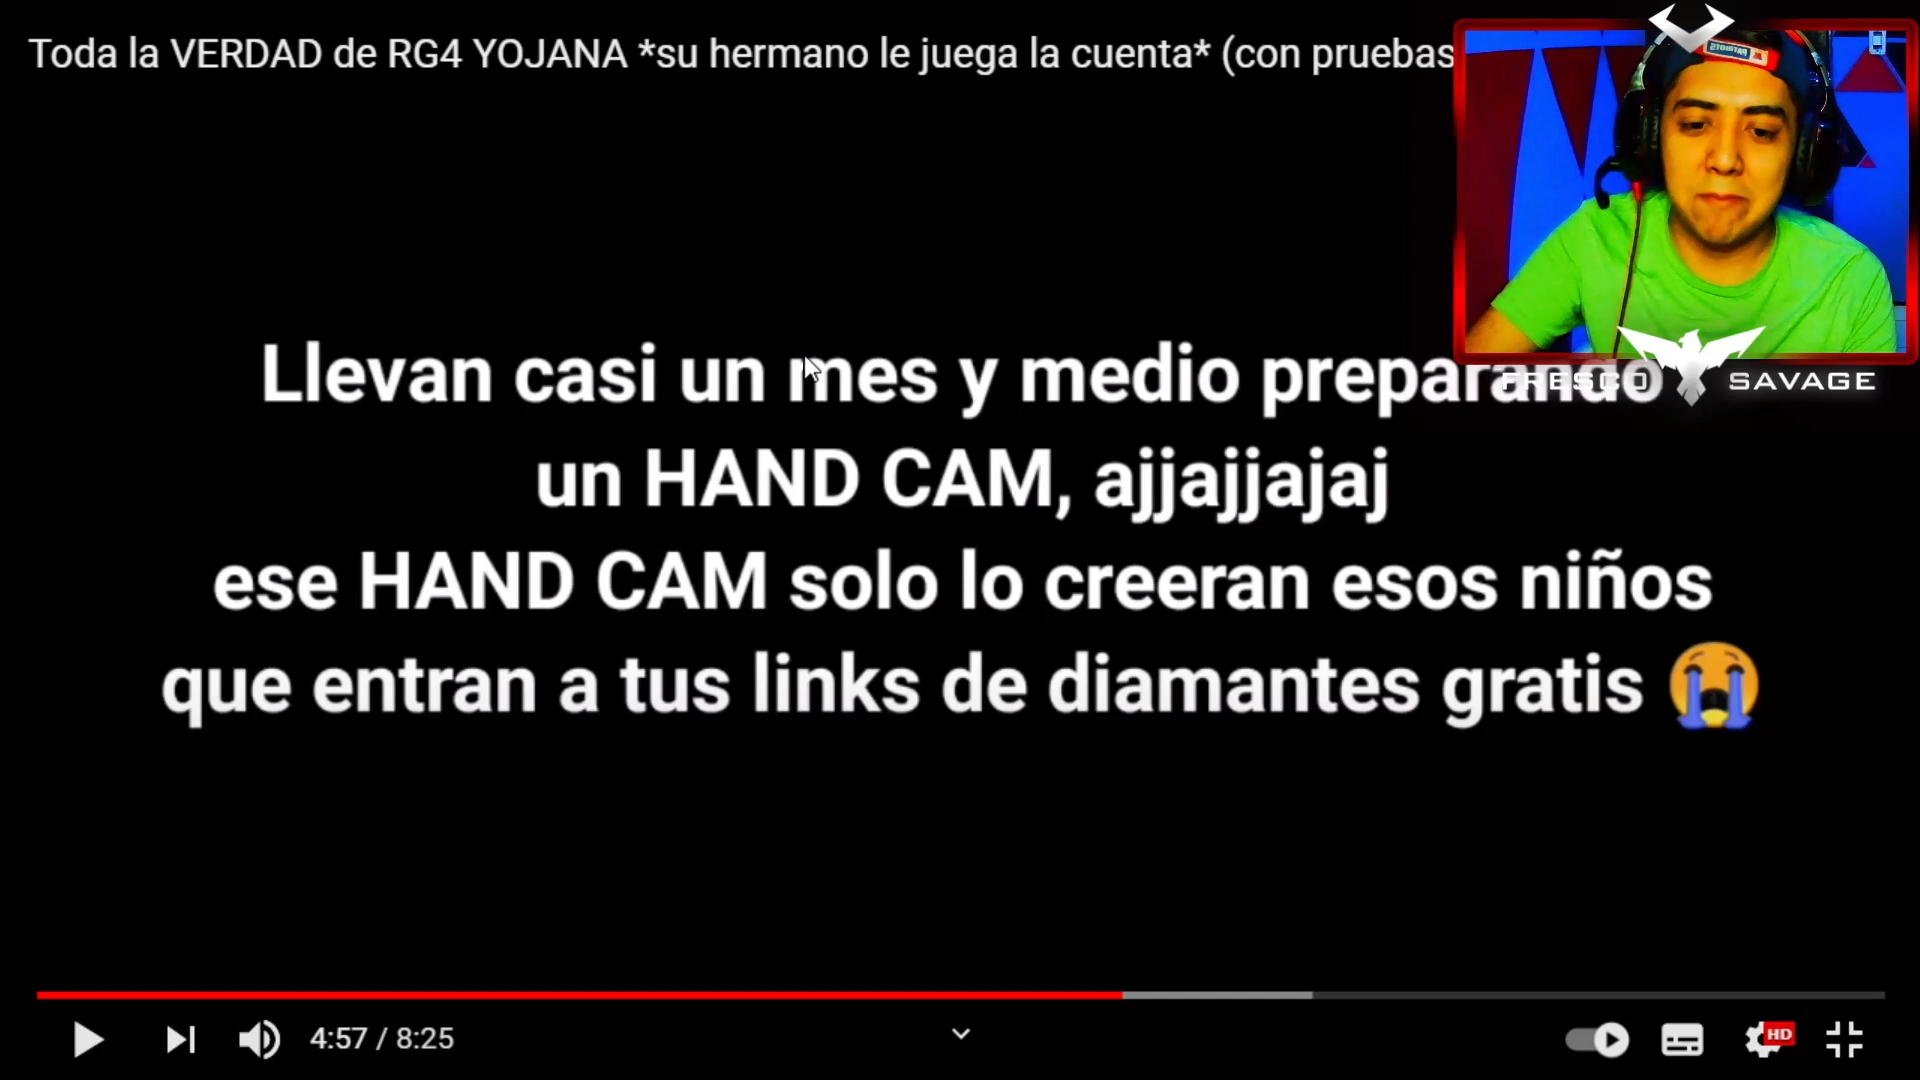 Toda la VERDAD de RG4 YOJANA *su hermano le juega la cuenta* (con pruebas
PATRIOTS
Llevan casi un mes y medio preparando
FRESCO SAVAGE
un HAND CAM, ajjajjajaj
ese HAND CAM solo lo creeran esos niños
que entran a tus links de diamantes gratis 😭
4:57 / 8:25
HD